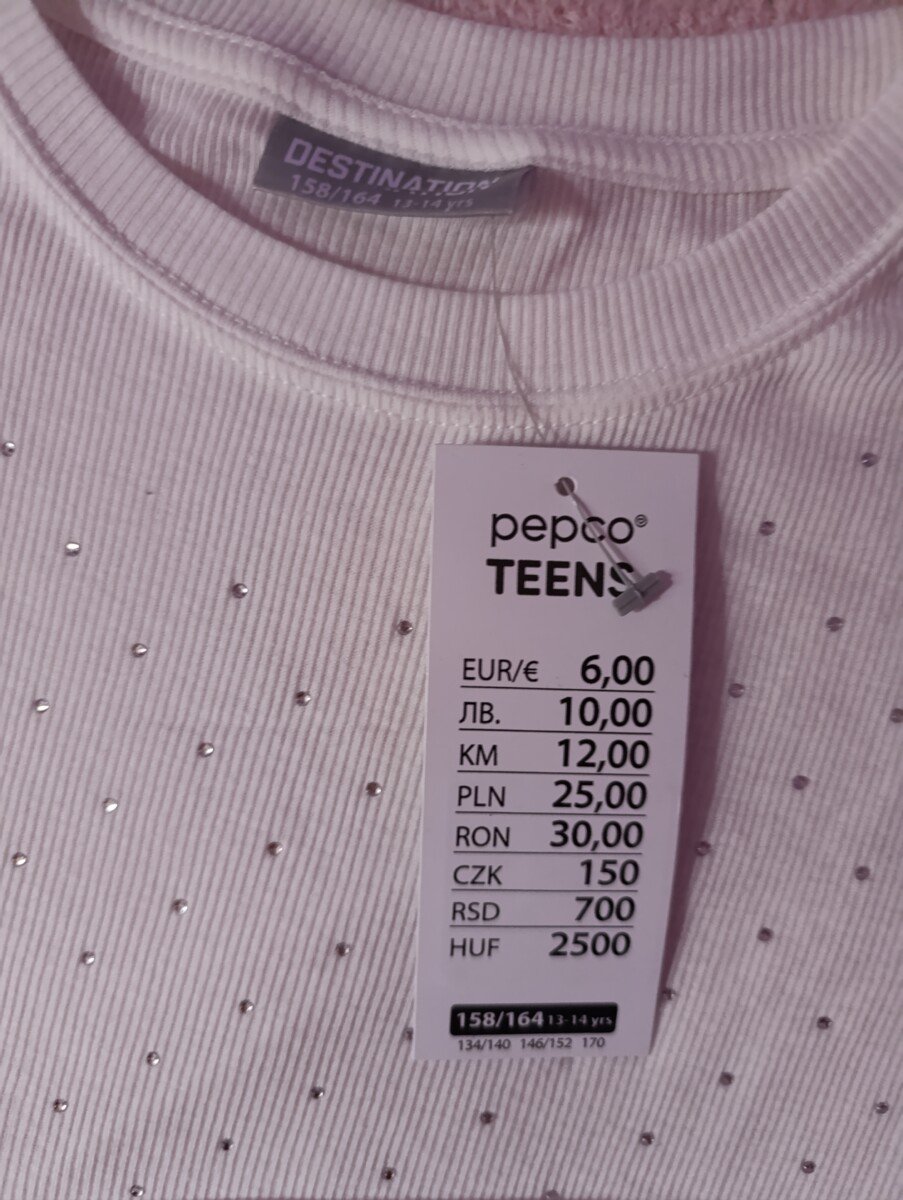 DESTINATION
158/164 13-14 yrs
pepco®
TEENS
EUR/€ 6,00
ЛВ. 10,00
KM 12,00
PLN 25,00
RON 30,00
CZK 150
RSD 700
HUF 2500
158/164 13-14 yrs
134/140 146/152 170